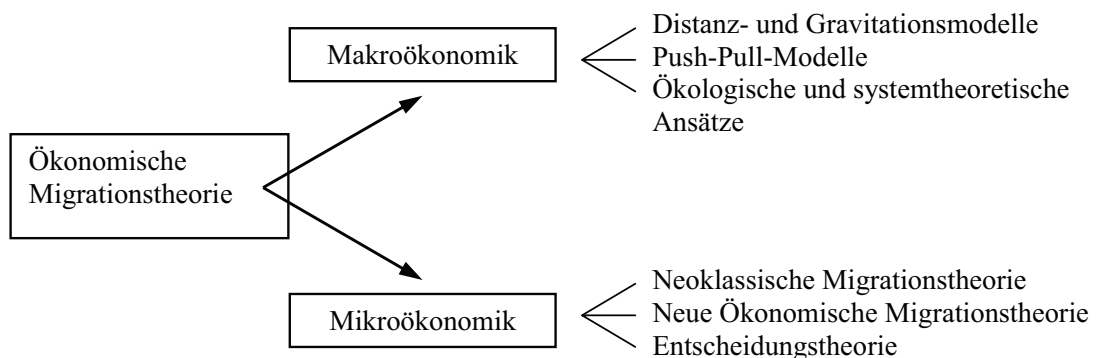 Makroökonomik
Distanz- und Gravitationsmodelle
Push-Pull-Modelle
Ökologische und systemtheoretische
Ansätze
Ökonomische
Migrationstheorie
Mikroökonomik
Neoklassische Migrationstheorie
Neue Ökonomische Migrationstheorie
Entscheidungstheorie